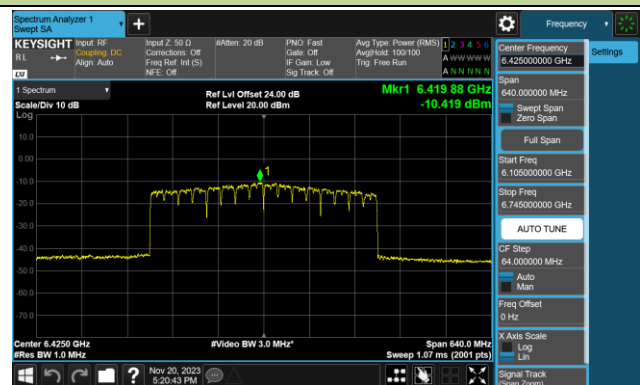 Spectrum Analyzer 1
Swept SA
+
Frequency
KEYSIGHT
R L
LW
Input: RF
Coupling: DC
Align: Auto
Input Z: 50 Ω
Corrections: Off
Freq Ref: Int (S)
NFE: Off
#Atten: 20 dB
PNO: Fast
Gate: Off
IF Gain: Low
Sig Track: Off
Avg Type: Power (RMS)
Avg|Hold: 100/100
Trig: Free Run
1 2 3 4 5 6
A W W W W W
A N N N N N
1 Spectrum
Scale/Div 10 dB
Log
Ref Lvl Offset 24.00 dB
Ref Level 20.00 dBm
Mkr1 6.419 88 GHz
-10.419 dBm
10.0
0.00
-10.0
-20.0
-30.0
-40.0
-50.0
-60.0
-70.0
1
Center 6.4250 GHz
#Res BW 1.0 MHz
#Video BW 3.0 MHz*
Span 640.0 MHz
Sweep 1.07 ms (2001 pts)
Center Frequency
6.425000000 GHz
Settings
Span
640.000000 MHz
Swept Span
Zero Span
Full Span
Start Freq
6.105000000 GHz
Stop Freq
6.745000000 GHz
AUTO TUNE
CF Step
64.000000 MHz
Auto
Man
Freq Offset
0 Hz
X Axis Scale
Log
Lin
Signal Track
(Span Zoom)
?
Nov 20, 2023
5:20:43 PM